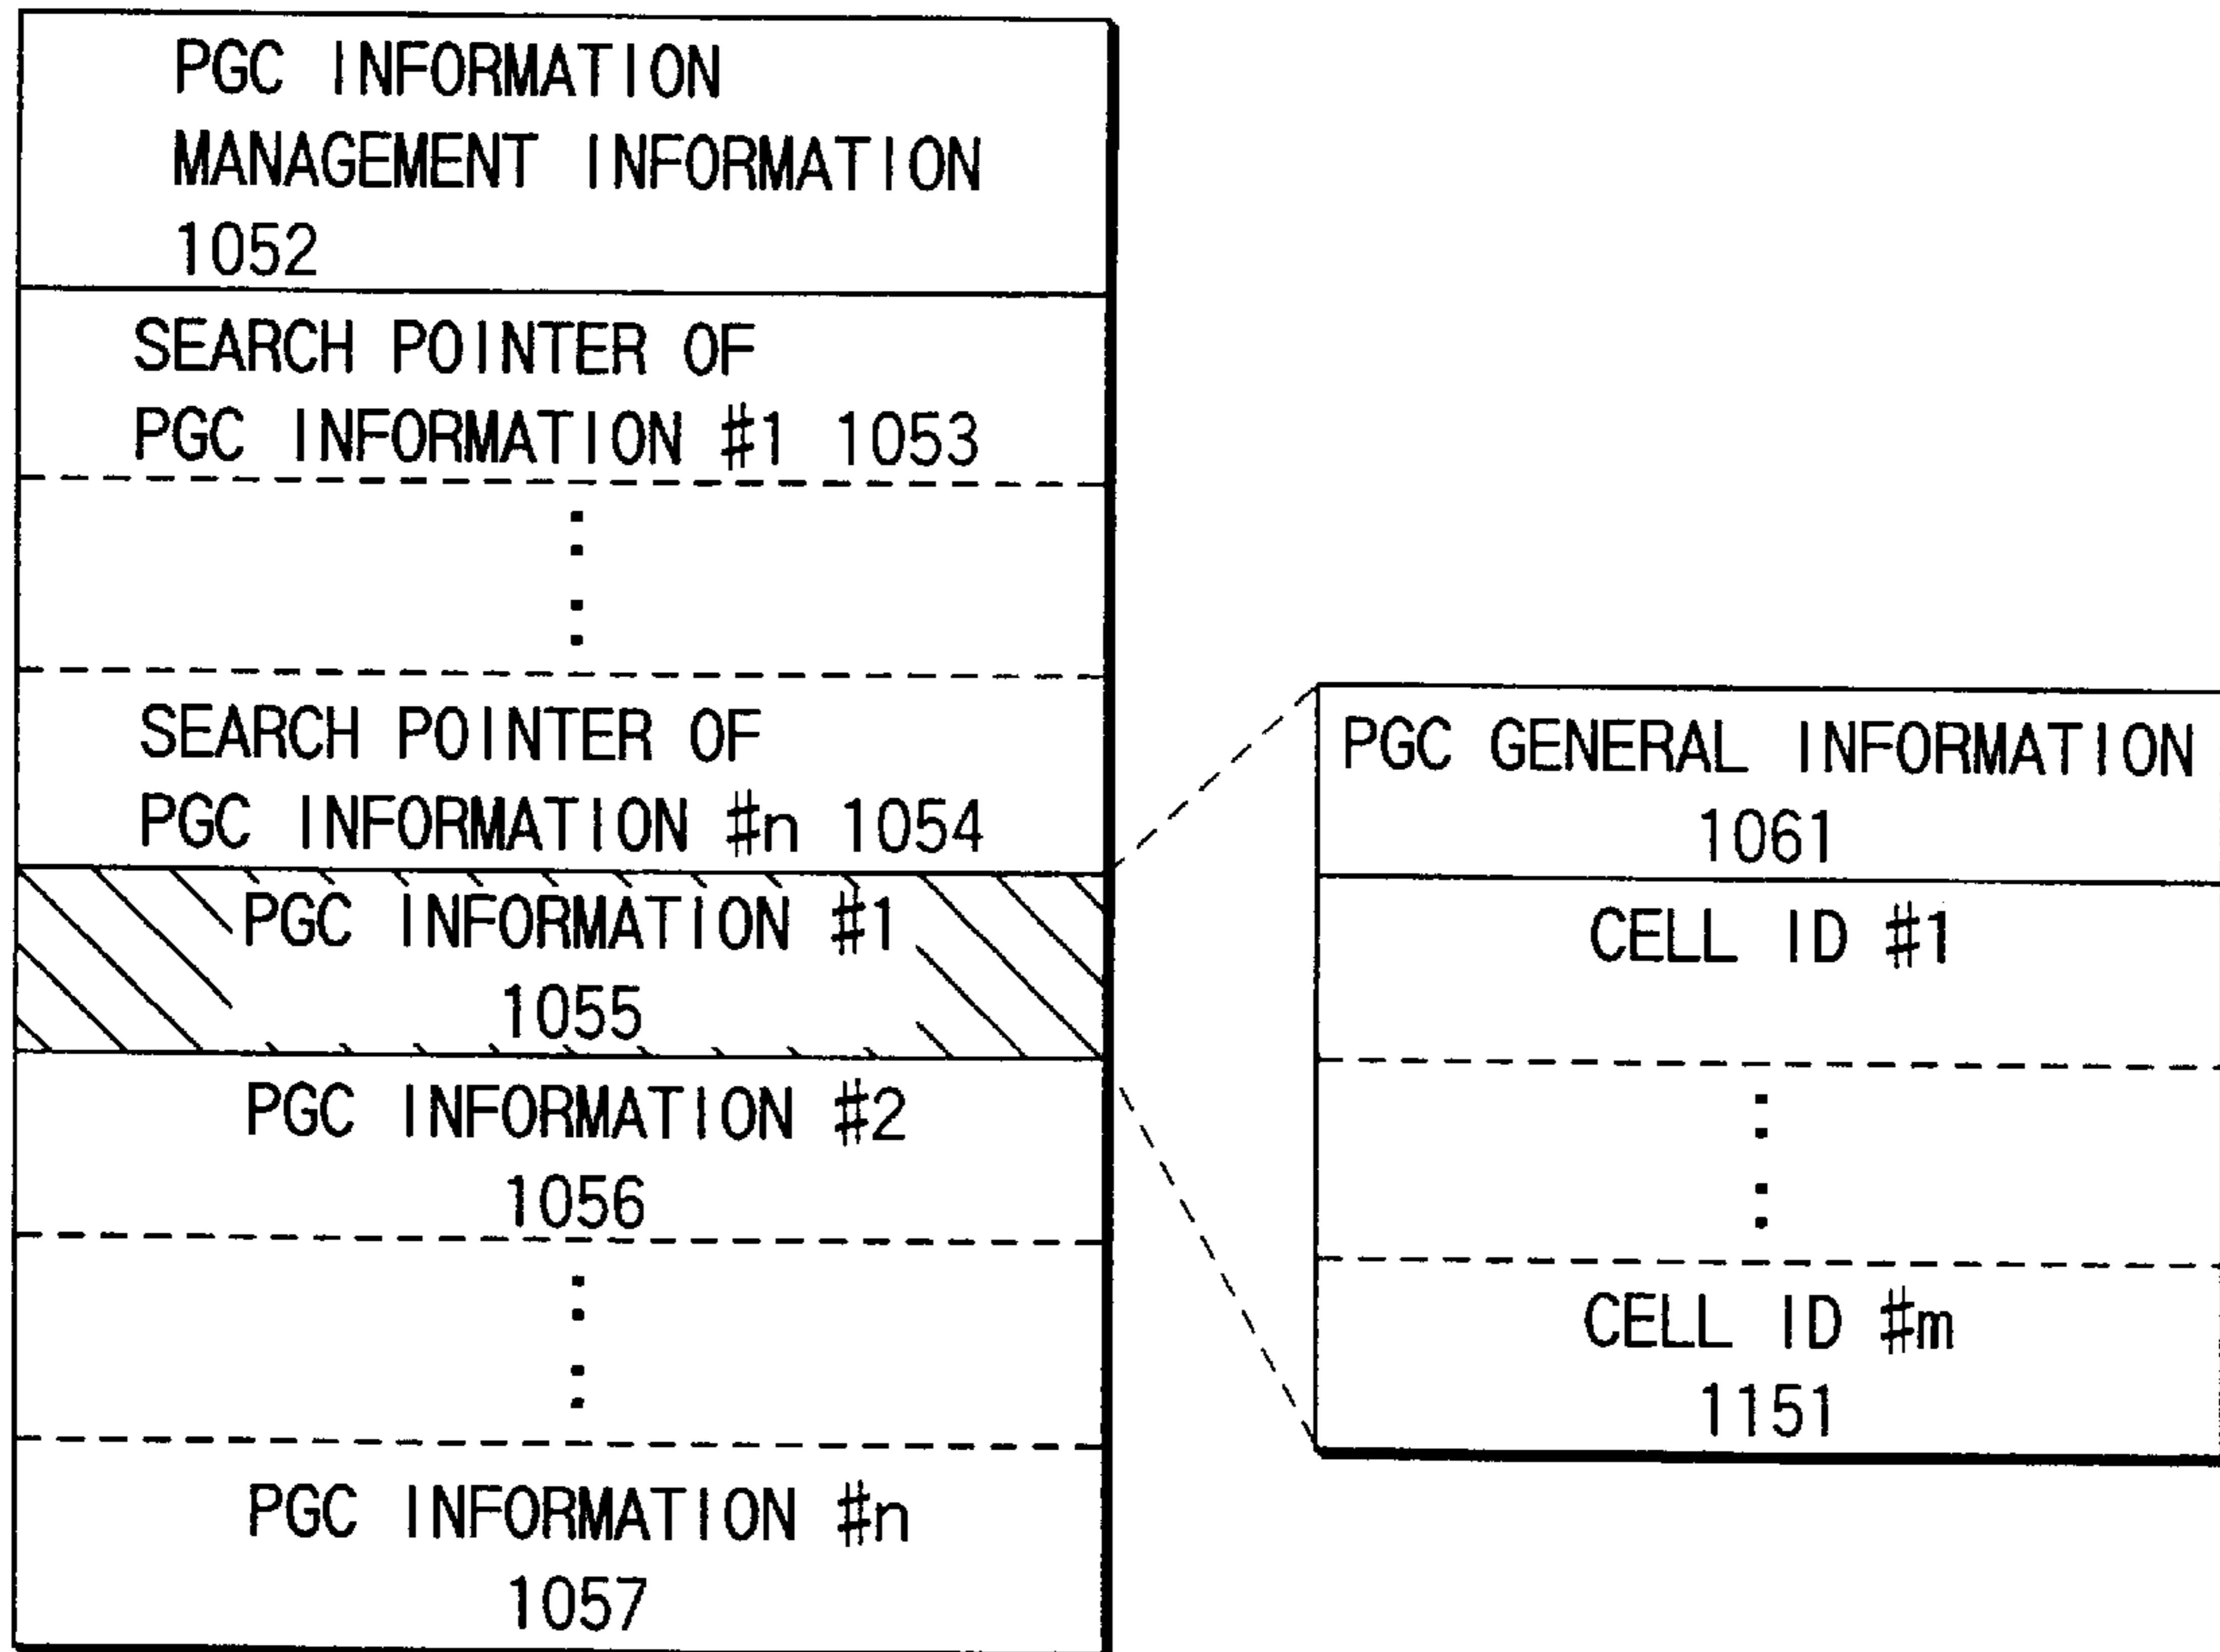 PGC INFORMATION
MANAGEMENT INFORMATION
1052
SEARCH POINTER OF
PGC INFORMATION #1 1053
SEARCH POINTER OF
PGC INFORMATION #n 1054
PGC INFORMATION #1
1055
PGC INFORMATION #2
1056
PGC INFORMATION #n
1057
PGC GENERAL INFORMATION
1061
CELL ID #1
CELL ID #m
1151